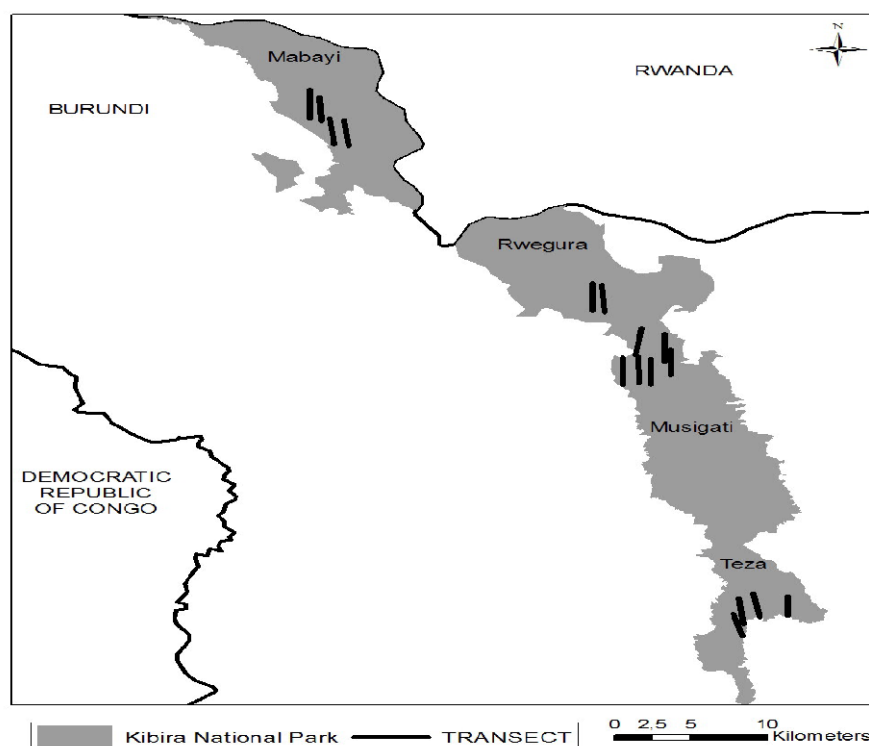 N
Mabayi
RWANDA
BURUNDI
Rwegura
Musigati
DEMOCRATIC
REPUBLIC
OF CONGO
Teza
Kibira National Park
TRANSECT
0 2,5 5 10
Kilometers